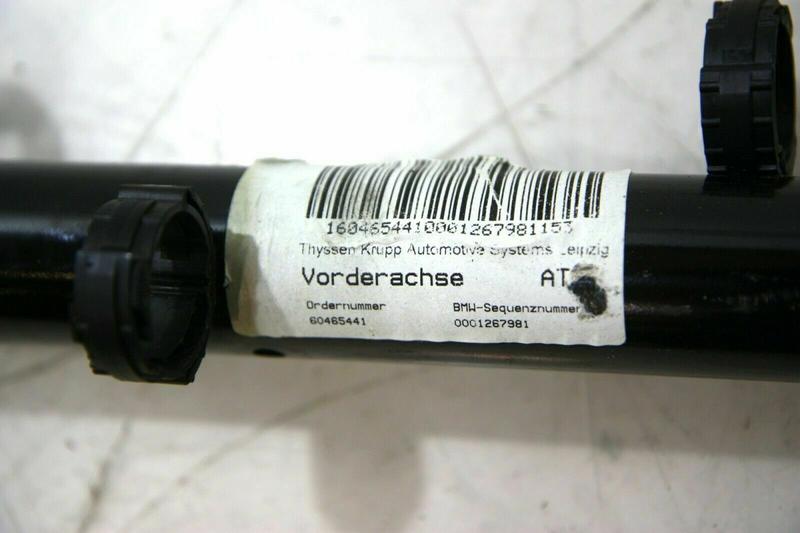 1604654410001267981153
Thyssen Krupp Automotive Systems Leipzig
Vorderachse
Ordernummer BMW-Sequenznummer
60465441 0001267981